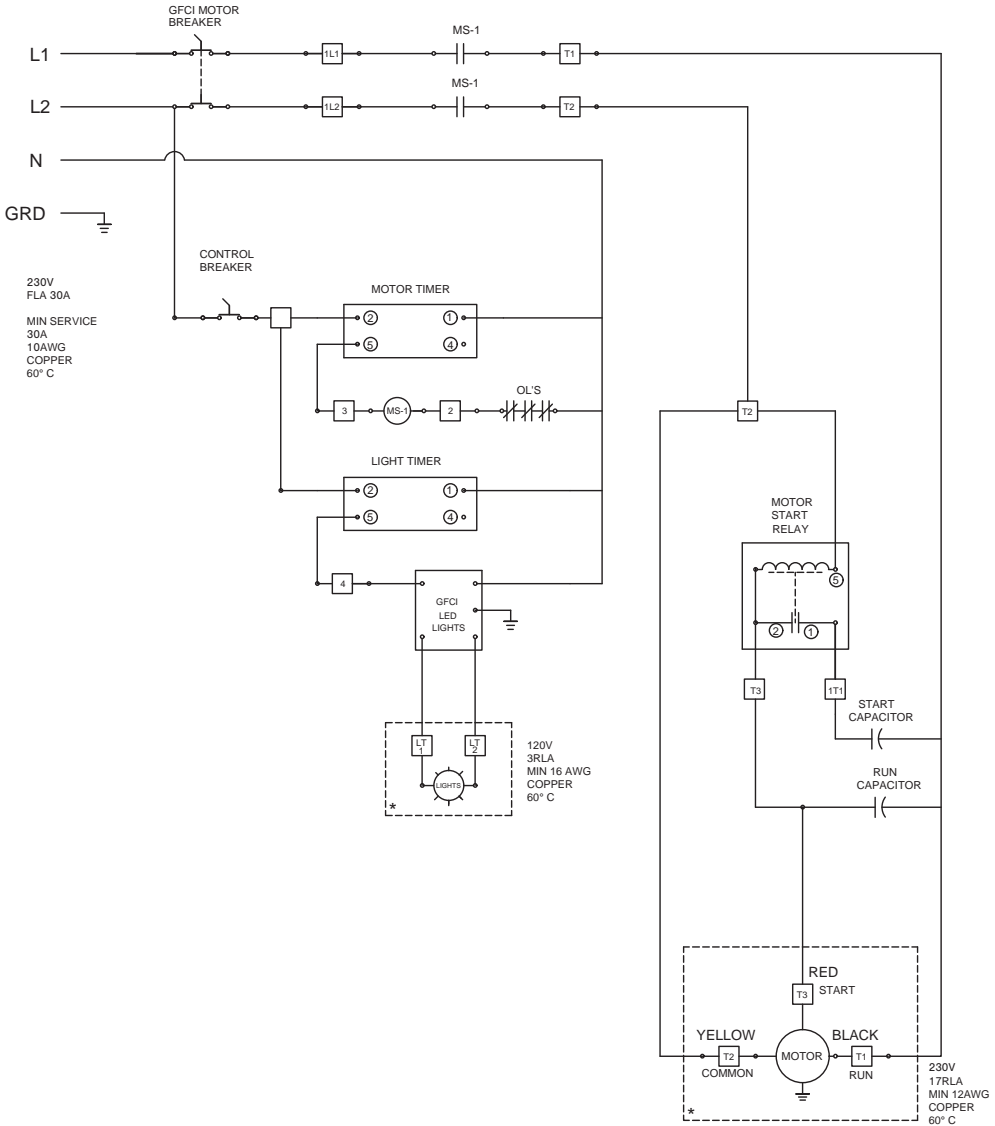 GFCI MOTOR
BREAKER
L1
1L1
MS-1
T1
L2
1L2
MS-1
T2
N
GRD
230V
FLA 30A
MIN SERVICE
30A
10AWG
COPPER
60° C
CONTROL
BREAKER
MOTOR TIMER
2
1
5
4
3
MS-1
2
OL'S
LIGHT TIMER
2
1
5
4
4
GFCI
LED
LIGHTS
LT
1
LT
2
LIGHTS
*
120V
3RLA
MIN 16 AWG
COPPER
60° C
T2
MOTOR
START
RELAY
5
2
1
T3
1T1
START
CAPACITOR
RUN
CAPACITOR
RED
T3
START
YELLOW
T2
COMMON
MOTOR
BLACK
T1
RUN
*
230V
17RLA
MIN 12AWG
COPPER
60° C